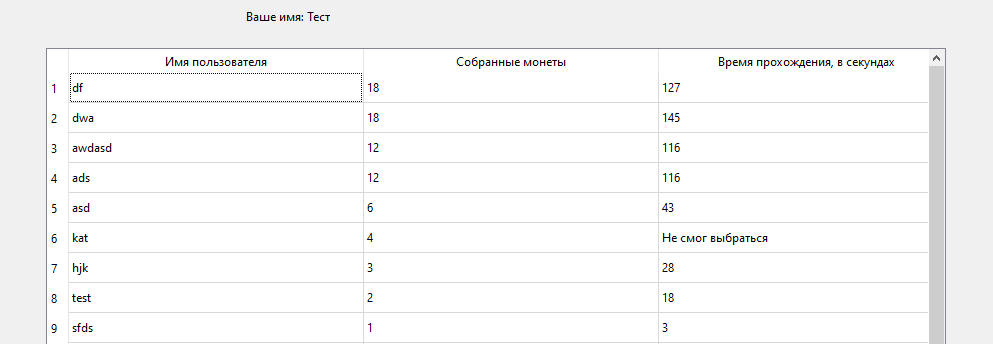 Ваше имя: Тест
Имя пользователя Собранные монеты Время прохождения, в секундах
1 df 18 127
2 dwa 18 145
3 awdasd 12 116
4 ads 12 116
5 asd 6 43
6 kat 4 Не смог выбраться
7 hjk 3 28
8 test 2 18
9 sfds 1 3